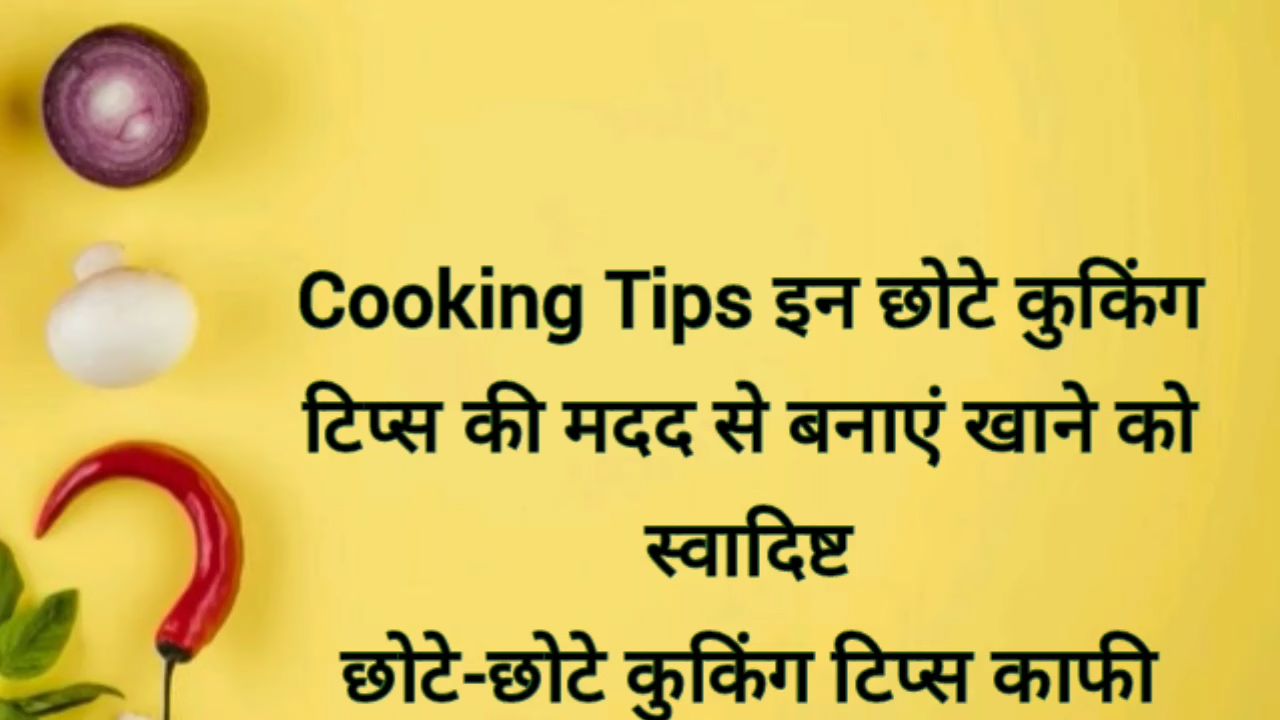 Cooking Tips इन छोटे कुकिंग
टिप्स की मदद से बनाएं खाने को
स्वादिष्ट
छोटे-छोटे कुकिंग टिप्स काफी